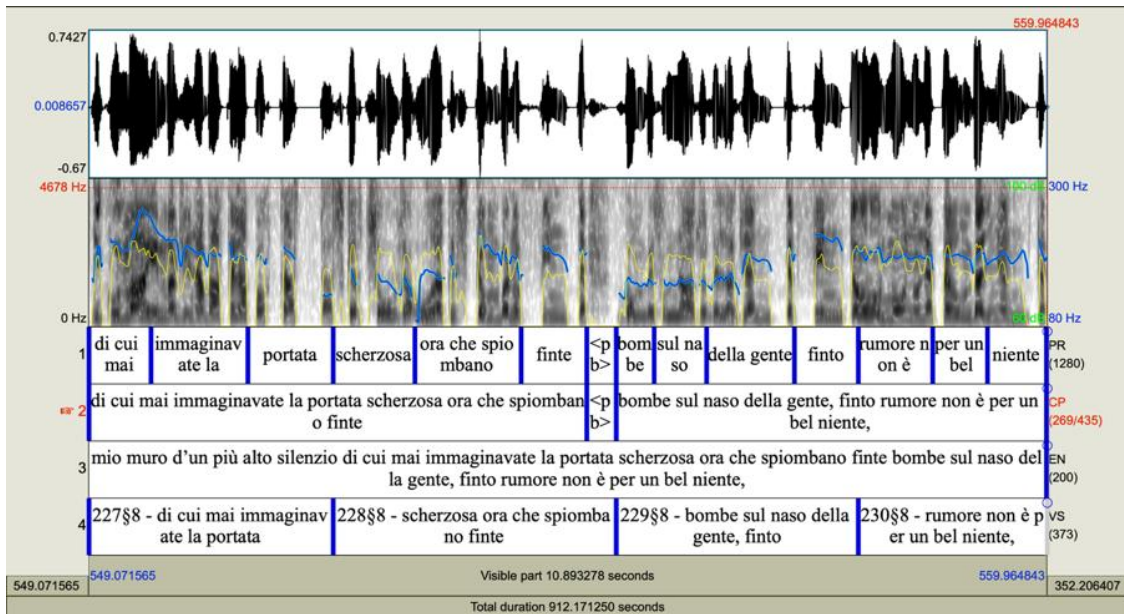 559.964843
0.7427
0.008657
-0.67
4678 Hz
100 dB
300 Hz
0 Hz
80 Hz
1
di cui
mai
immaginav
ate la
portata
scherzosa
ora che spio
mbano
finte
<p
b>
bom
be
sul na
so
della gente
finto
rumore n
on è
per un
bel
niente
PR
(1280)
2
di cui mai immaginavate la portata scherzosa ora che spiomban
o finte
<p
b>
bombe sul naso della gente, finto rumore non è per un
bel niente,
CP
(269/435)
3
mio muro d’un più alto silenzio di cui mai immaginavate la portata scherzosa ora che spiombano finte bombe sul naso del
la gente, finto rumore non è per un bel niente,
EN
(200)
4
227§8 - di cui mai immaginav
ate la portata
228§8 - scherzosa ora che spiomba
no finte
229§8 - bombe sul naso della
gente, finto
230§8 - rumore non è p
er un bel niente,
VS
(373)
549.071565
549.071565
Visible part 10.893278 seconds
559.964843
352.206407
Total duration 912.171250 seconds